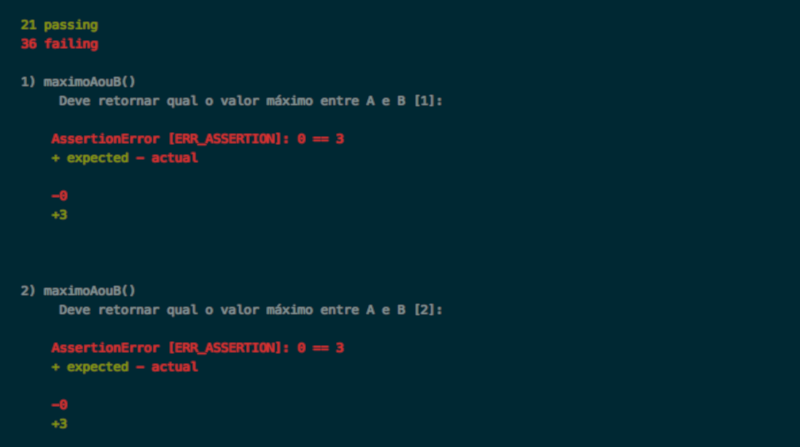 21 passing
36 failing
1) maximoAouB()
Deve retornar qual o valor máximo entre A e B [1]:
AssertionError [ERR_ASSERTION]: 0 == 3
+ expected - actual
-0
+3
2) maximoAouB()
Deve retornar qual o valor máximo entre A e B [2]:
AssertionError [ERR_ASSERTION]: 0 == 3
+ expected - actual
-0
+3